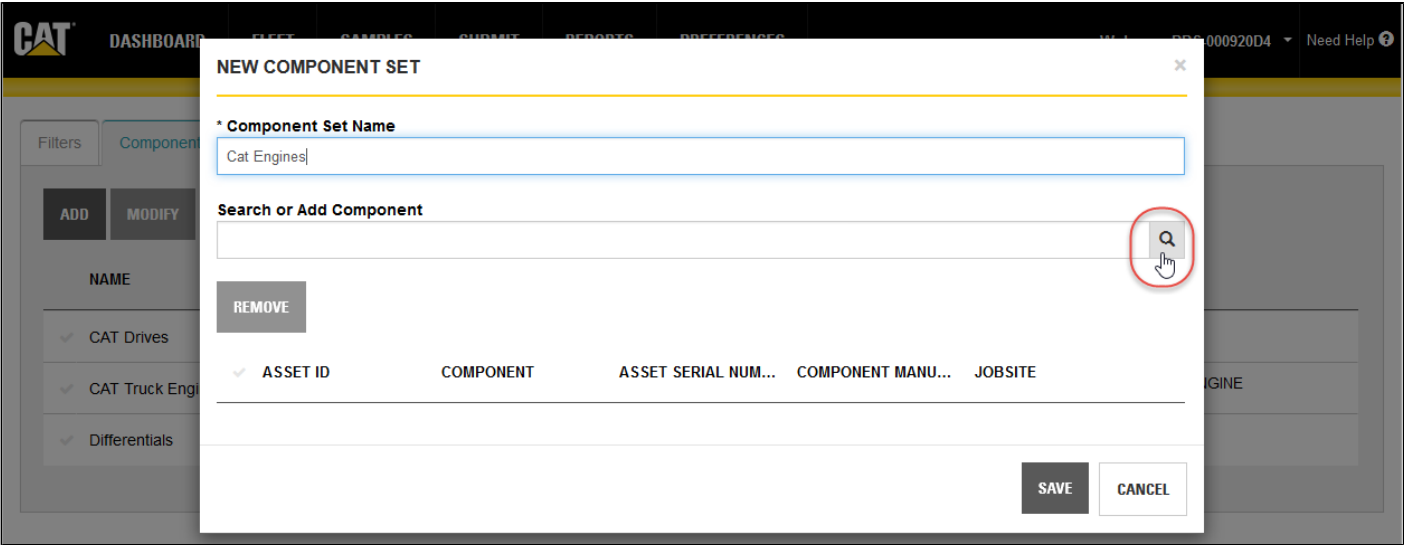 CAT
DASHBOARD
NEW COMPONENT SET
000920D4
Need Help
* Component Set Name
Cat Engines
Filters
Component
Search or Add Component
ADD
MODIFY
REMOVE
NAME
CAT Drives
CAT Truck Engi
Differentials
ASSET ID
COMPONENT
ASSET SERIAL NUM...
COMPONENT MANU...
JOBSITE
GINE
SAVE
CANCEL